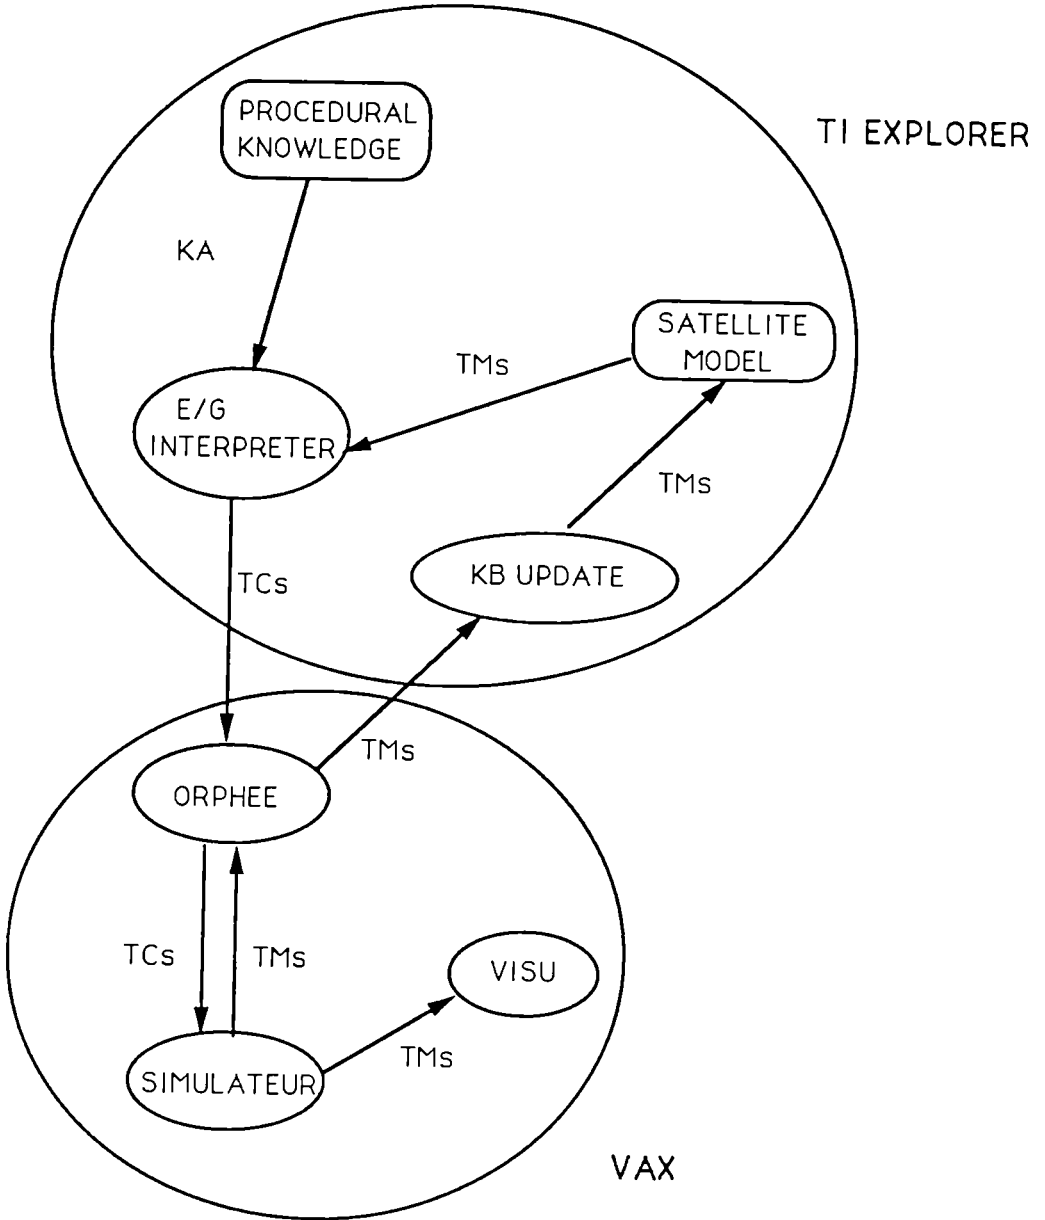 PROCEDURAL
KNOWLEDGE
TI EXPLORER
KA
SATELLITE
MODEL
TMs
E/G
INTERPRETER
TMs
KB UPDATE
TCs
TMs
ORPHEE
TCs
TMs
VISU
TMs
SIMULATEUR
VAX